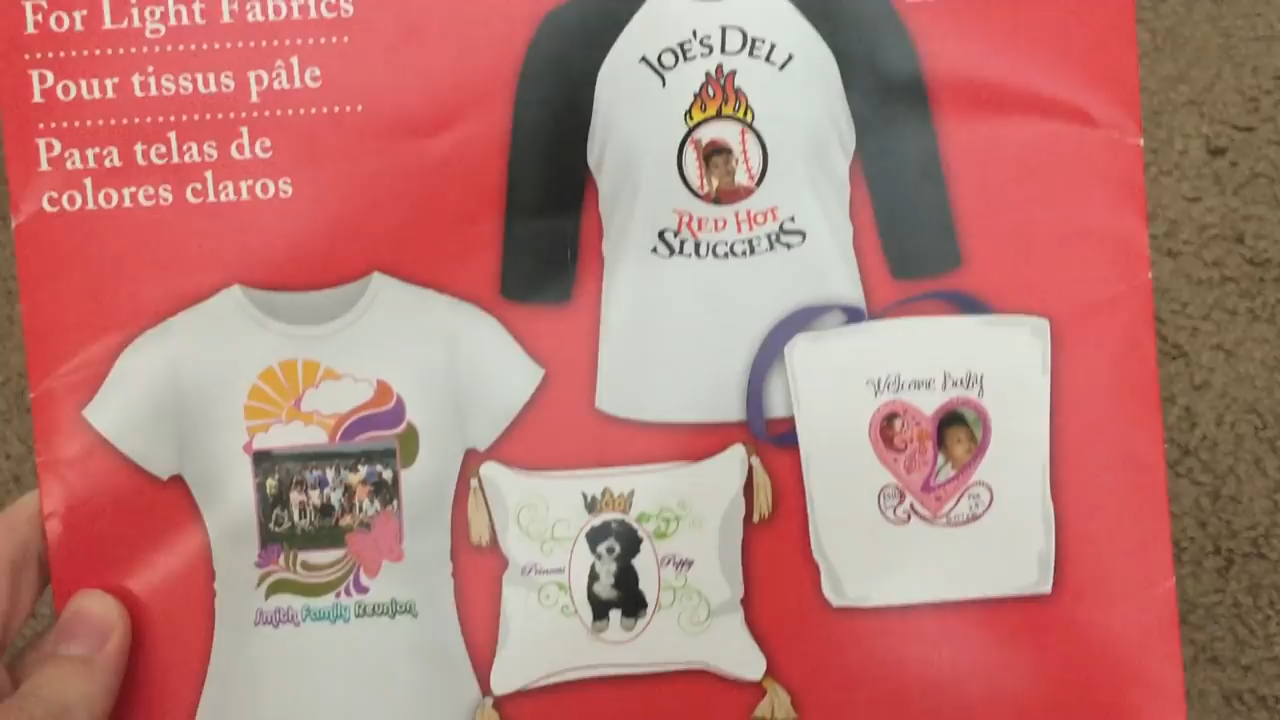 For Light Fabrics
Pour tissus pâle
Para telas de
colores claros
JOE'S DELI
RED HOT
SLUGGERS
Welcome Baby
Princess Poppy
Smith Family Reunion